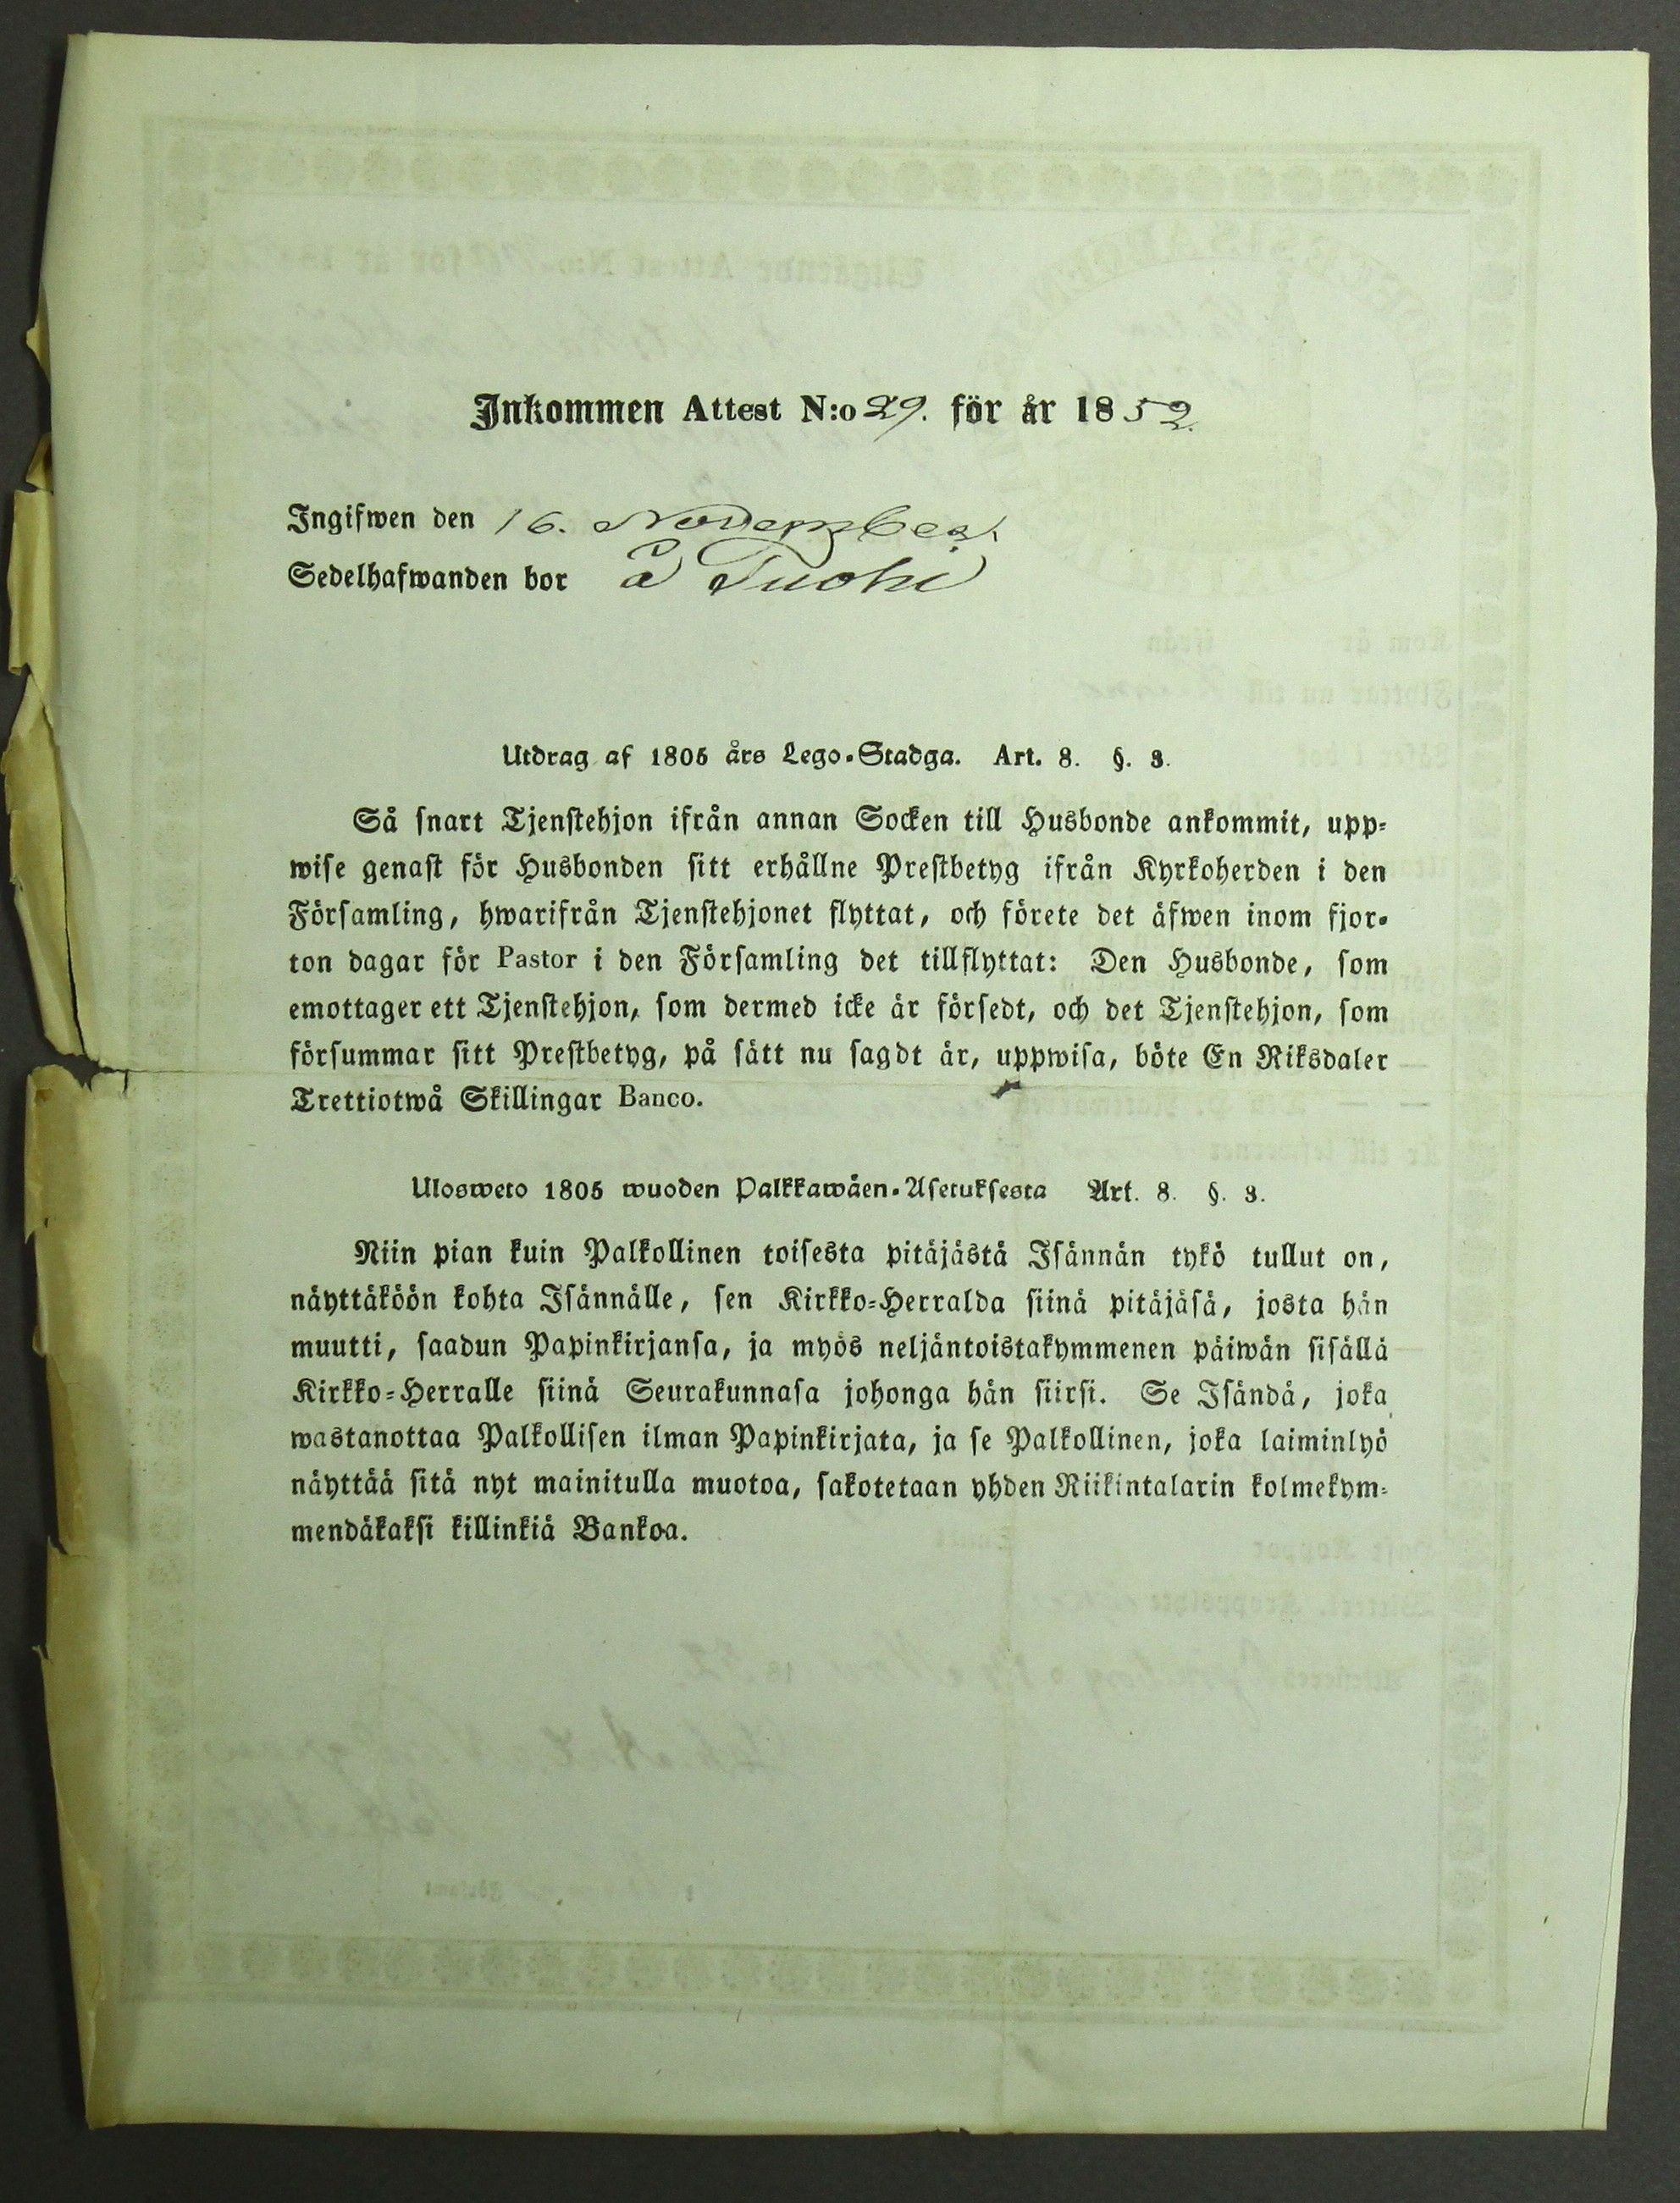 Inkommen Attest N:o 29. för år 1852.
Ingifwen den 16. November
Sedelhafwanden bor å Tuohi
Utdrag af 1805 års Lego-Stadga. Art. 8. §. 3.
Så snart Tjenstehjon ifrån annan Socken till Husbonde ankommit, upp-
wise genast för Husbonden sitt erhållne Prestbetyg ifrån Kyrkoherden i den
Församling, hwarifrån Tjenstehjonet flyttat, och förete det äfwen inom fjor-
ton dagar för Pastor i den Församling det tillflyttat: Den Husbonde, som
emottager ett Tjenstehjon, som dermed icke är försedt, och det Tjenstehjon, som
försummar sitt Prestbetyg, på sätt nu sagdt är, uppwisa, böte En Riksdaler
Trettiotwå Skillingar Banco.
Ulosweto 1805 wuoden Palkkawäen-Asetuksesta Art. 8. §. 3.
Niin pian kuin Palkollinen toisesta pitäjästä Isännän tykö tullut on,
näyttäköön kohta Isännälle, sen Kirkko-Herralda siinä pitäjäsä, josta hän
muutti, saadun Papinkirjansa, ja myös neljäntoistakymmenen päiwän sisällä
Kirkko-Herralle siinä Seurakunnasa johonga hän siirsi. Se Isändä, joka
wastanottaa Palkollisen ilman Papinkirjata, ja se Palkollinen, joka laiminlyö
näyttää sitä nyt mainitulla muotoa, sakotetaan yhden Riikintalarin kolmekym-
mendäkaksi killinkiä Bankoa.